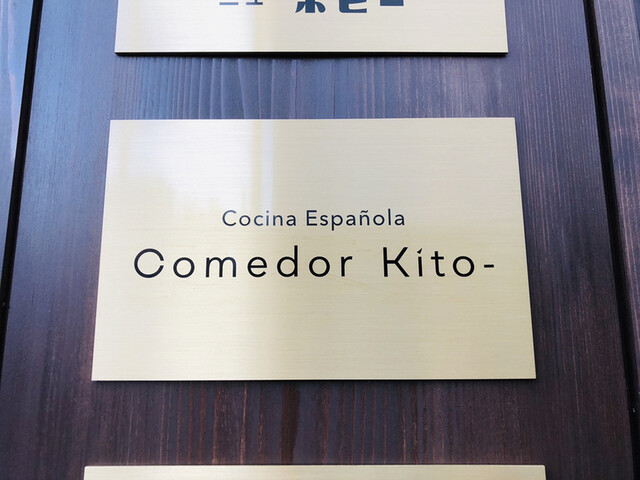 Cocina Española
Comedor Kito-